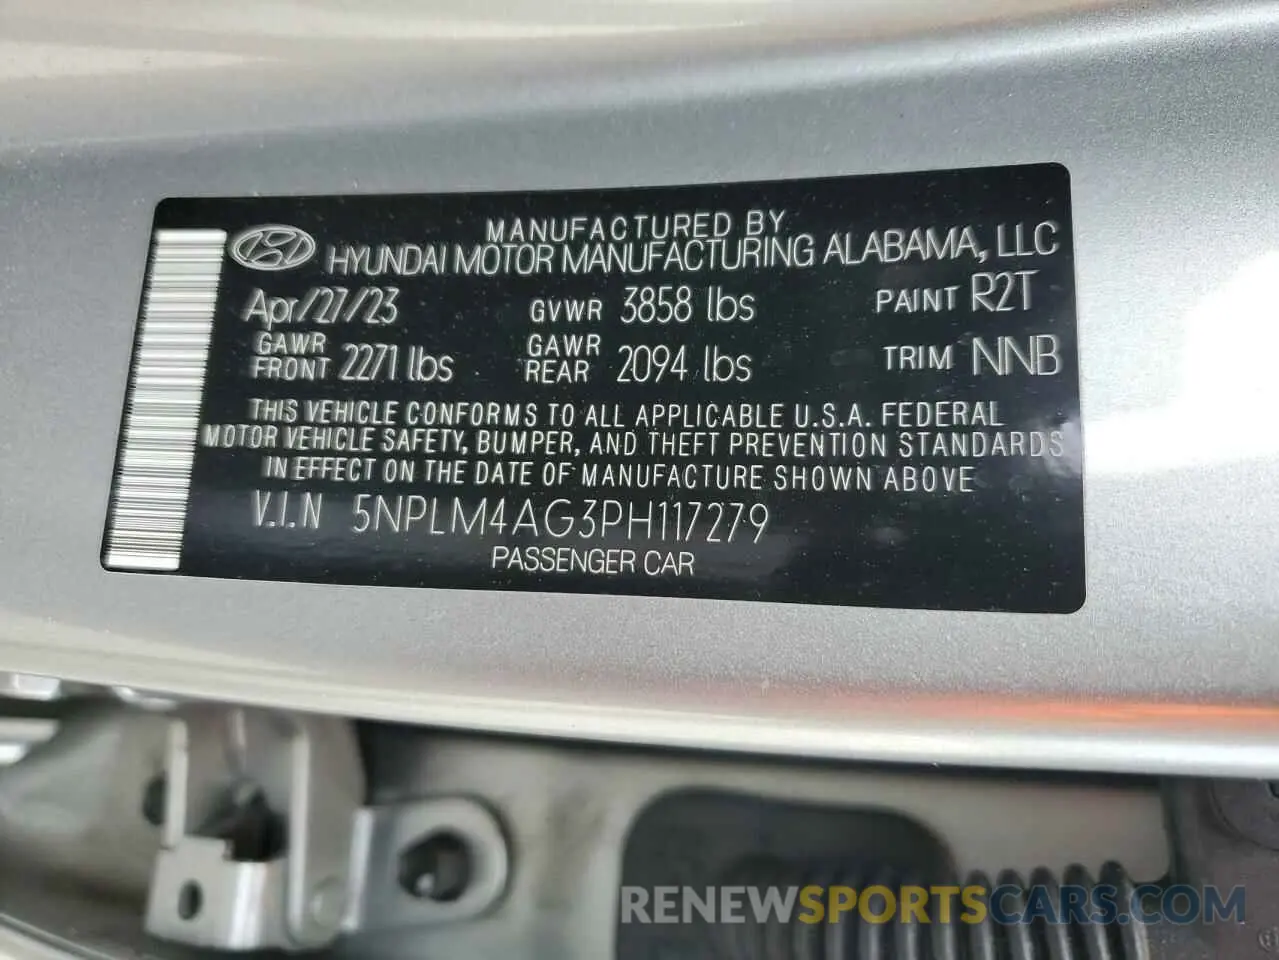 MANUFACTURED BY
HYUNDAI MOTOR MANUFACTURING ALABAMA, LLC
Apr/27/23 GVWR 3858 lbs PAINT R2T
GAWR FRONT 2271 lbs GAWR REAR 2094 lbs TRIM NNB
THIS VEHICLE CONFORMS TO ALL APPLICABLE U.S.A. FEDERAL
MOTOR VEHICLE SAFETY, BUMPER, AND THEFT PREVENTION STANDARDS
IN EFFECT ON THE DATE OF MANUFACTURE SHOWN ABOVE
V.I.N 5NPLM4AG3PH117279
PASSENGER CAR
RENEWSPORTSCARS.COM